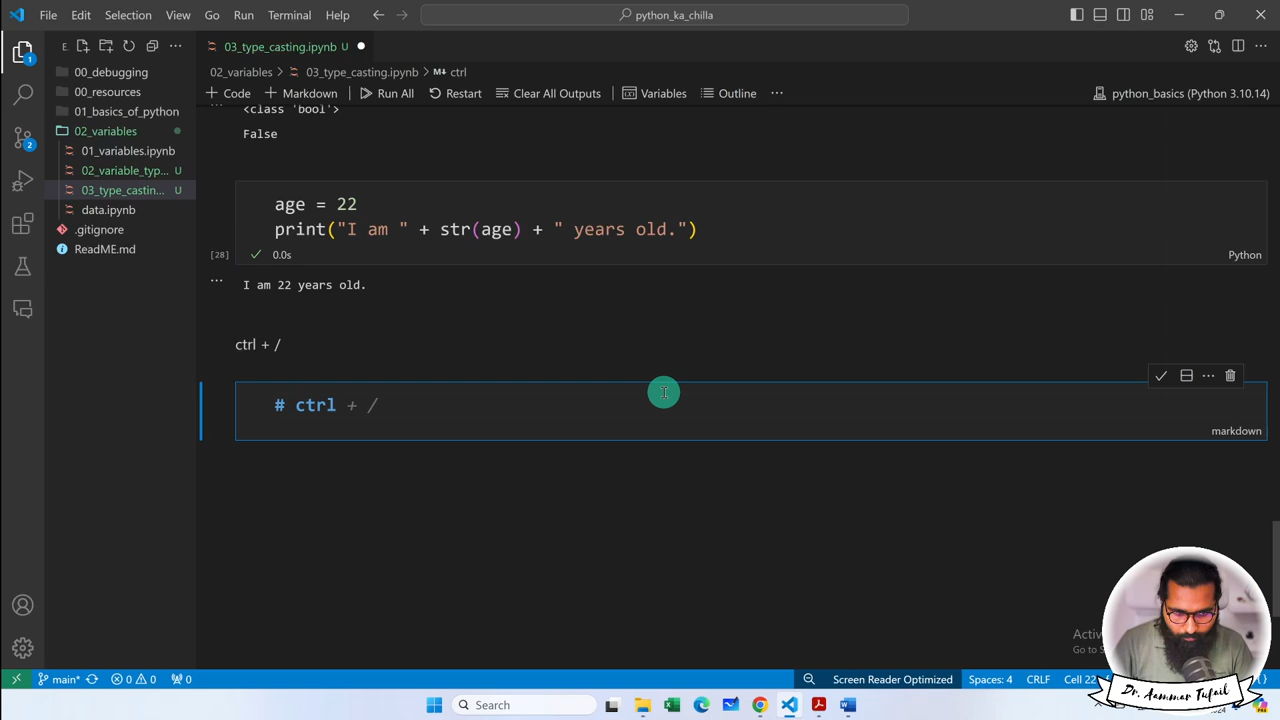 File Edit Selection View Go Run Terminal Help
python_ka_chilla
E
03_type_casting.ipynb U
02_variables > 03_type_casting.ipynb > M↓ ctrl
+ Code + Markdown Run All Restart Clear All Outputs Variables Outline ... python_basics (Python 3.10.14)
00_debugging
00_resources
01_basics_of_python
02_variables
01_variables.ipynb
02_variable_typ... U
03_type_castin... U
data.ipynb
.gitignore
ReadME.md
1
2
<class 'bool'>
False
age = 22
print("I am " + str(age) + " years old.")
[28] 0.0s Python
I am 22 years old.
ctrl + /
# ctrl + /
markdown
main* 0 0 0 Screen Reader Optimized Spaces: 4 CRLF Cell 22
Search
Dr. Aammar Tufail